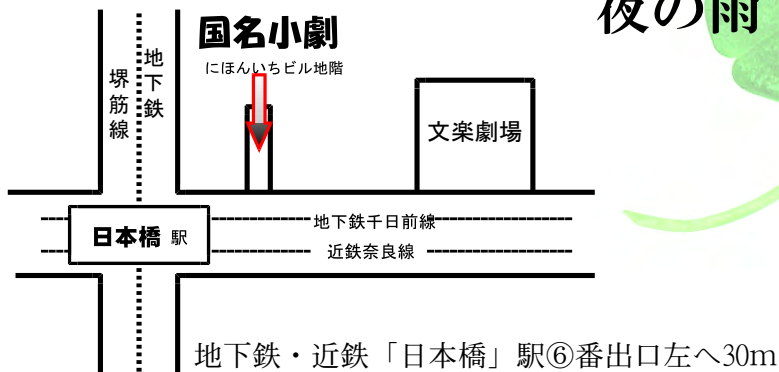 夜の雨
国名小劇
にほんいちビル地階
地下鉄
堺筋線
文楽劇場
日本橋 駅
地下鉄千日前線
近鉄奈良線
地下鉄・近鉄「日本橋」駅⑥番出口左へ30m